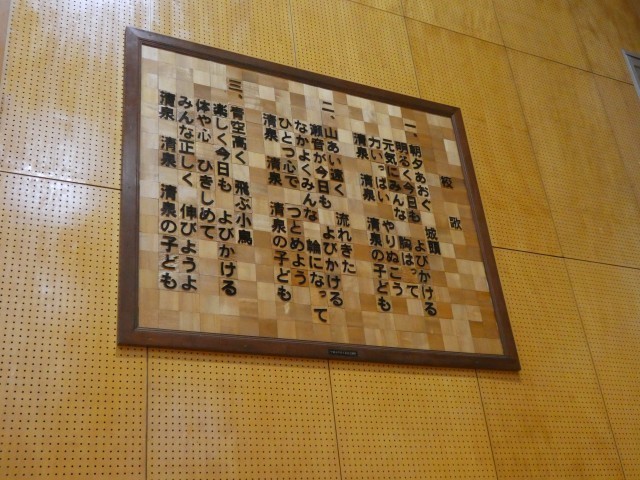 校歌
一、朝夕あおぐ 城頭
よびかける
明るく今日も 胸はって
元気にみんな やりぬこう
力いっぱい 清泉の子ども
清泉 清泉
二、山あい遠く 流れきた
瀬音が今日も よびかける
なかよくみんな 輪になって
ひとつ心で つとめよう
清泉 清泉 清泉の子ども
三、青空高く 飛ぶ小鳥
楽しく今日も よびかける
体や心 ひきしめて
みんな正しく 伸びようよ
清泉 清泉 清泉の子ども